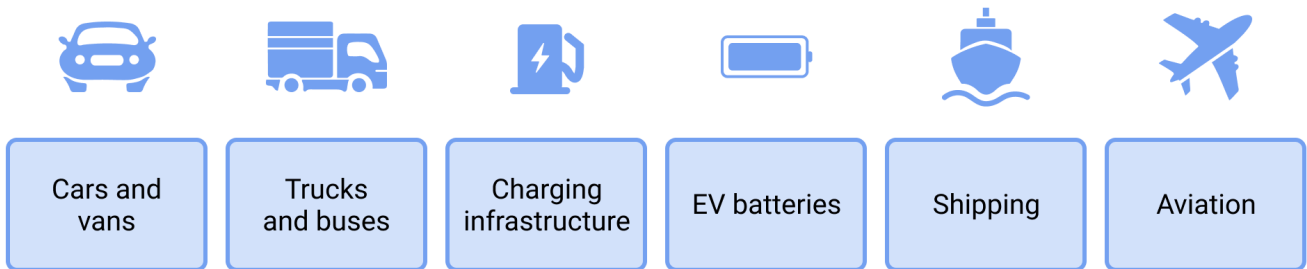 Cars and
vans
Trucks
and buses
Charging
infrastructure
EV batteries
Shipping
Aviation